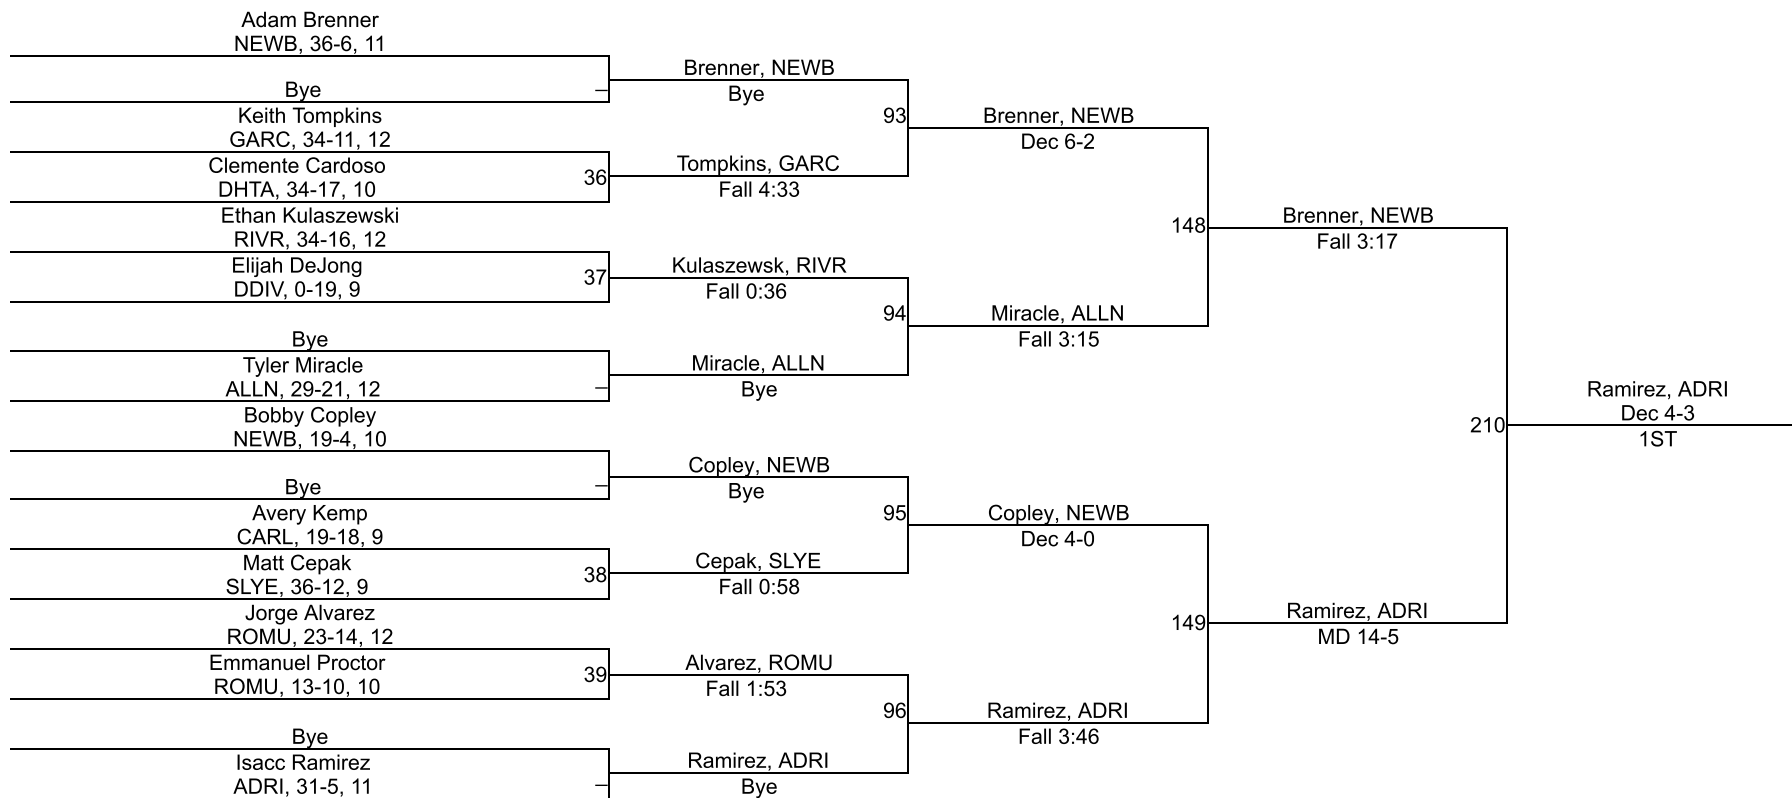 Adam Brenner
NEWB, 36-6, 11
Bye
–
Keith Tompkins
GARC, 34-11, 12
Clemente Cardoso
DHTA, 34-17, 10
36
Ethan Kulaszewski
RIVR, 34-16, 12
Elijah DeJong
DDIV, 0-19, 9
37
Bye
Tyler Miracle
ALLN, 29-21, 12
–
Bobby Copley
NEWB, 19-4, 10
Bye
–
Avery Kemp
CARL, 19-18, 9
Matt Cepak
SLYE, 36-12, 9
38
Jorge Alvarez
ROMU, 23-14, 12
Emmanuel Proctor
ROMU, 13-10, 10
39
Bye
Isacc Ramirez
ADRI, 31-5, 11
–
Brenner, NEWB
Bye
93
Tompkins, GARC
Fall 4:33
Kulaszewsk, RIVR
Fall 0:36
94
Miracle, ALLN
Bye
Copley, NEWB
Bye
95
Cepak, SLYE
Fall 0:58
Alvarez, ROMU
Fall 1:53
96
Ramirez, ADRI
Bye
Brenner, NEWB
Dec 6-2
148
Miracle, ALLN
Fall 3:15
Copley, NEWB
Dec 4-0
149
Ramirez, ADRI
Fall 3:46
Brenner, NEWB
Fall 3:17
210
Ramirez, ADRI
MD 14-5
Ramirez, ADRI
Dec 4-3
1ST